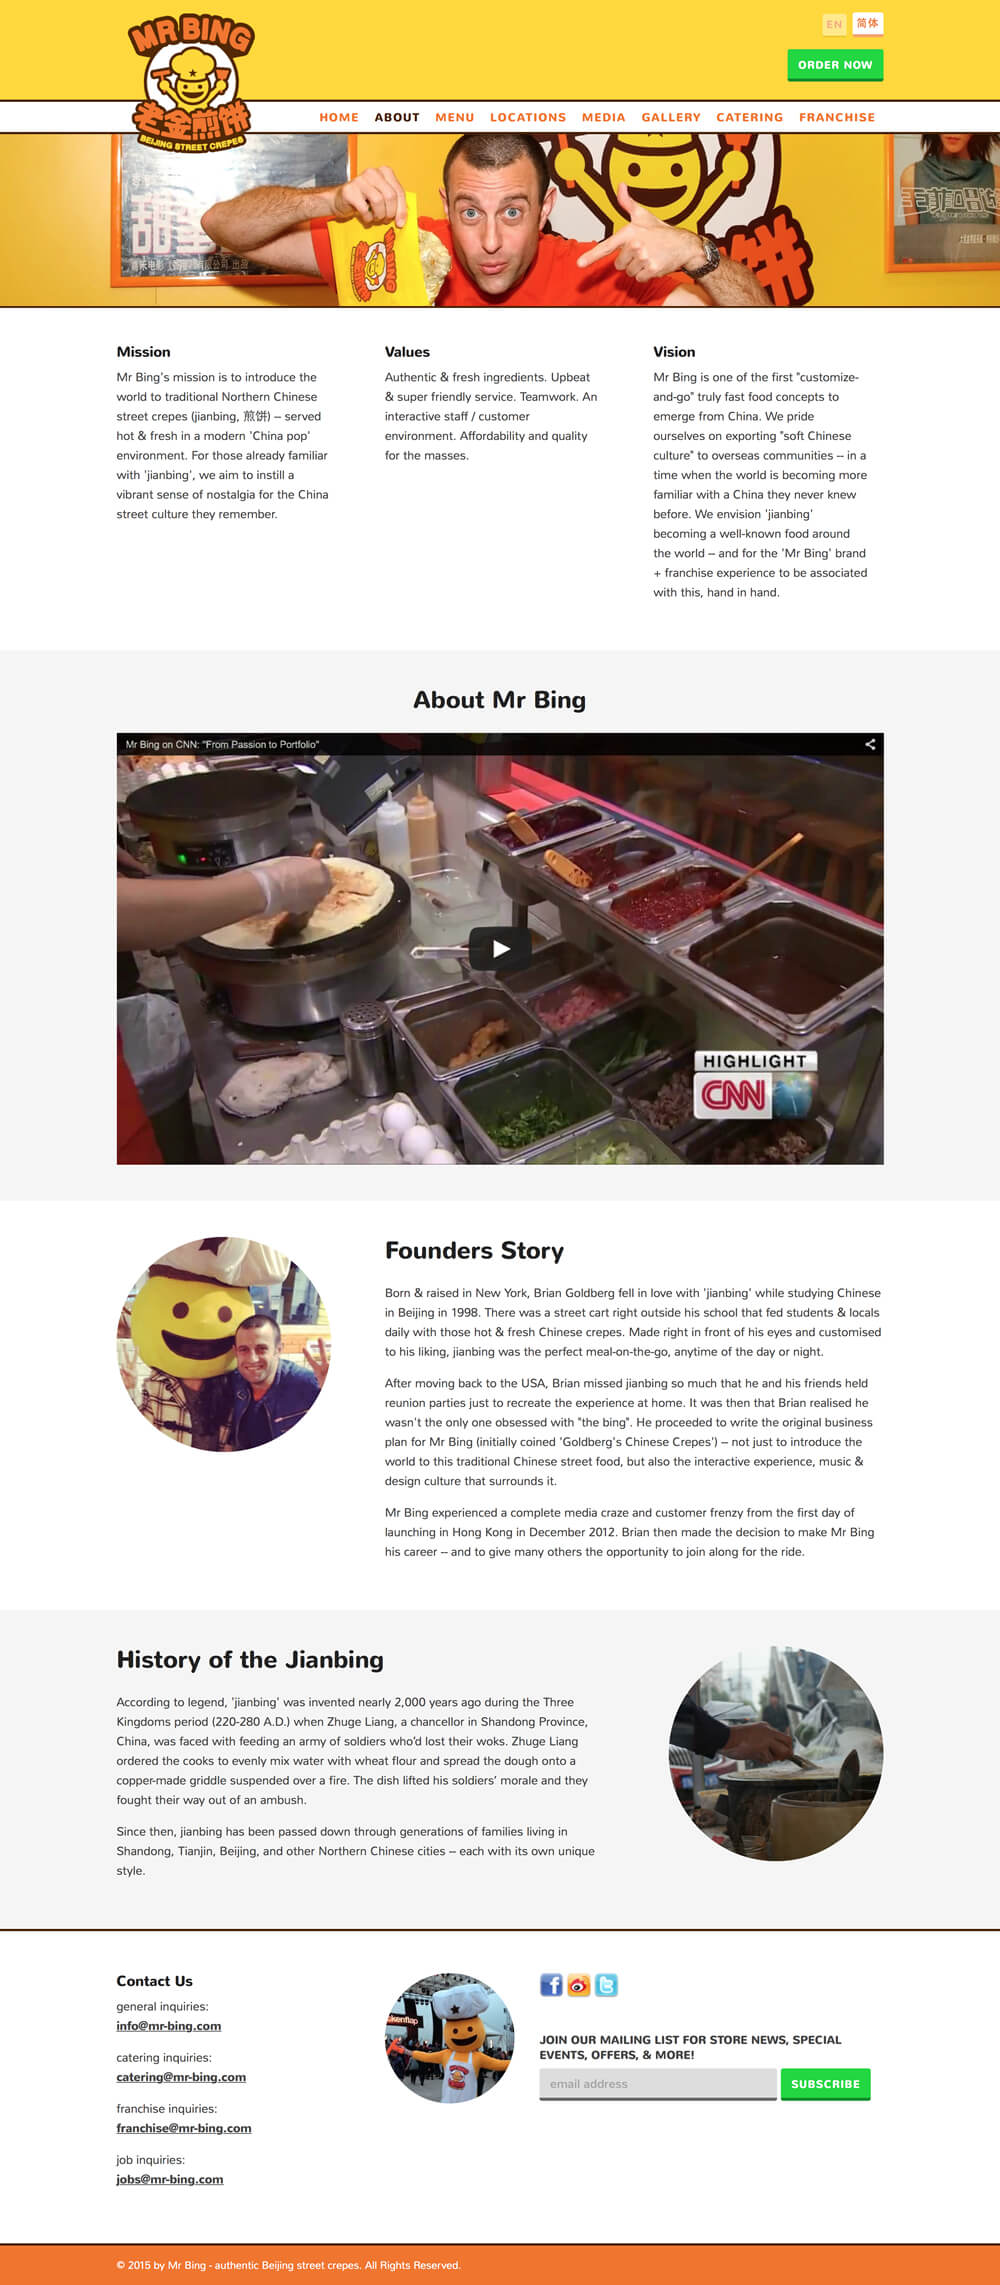 MR BING
老金煎饼
BEIJING STREET CREPES
EN 简体
ORDER NOW
HOME ABOUT MENU LOCATIONS MEDIA GALLERY CATERING FRANCHISE
Mission
Mr Bing's mission is to introduce the
world to traditional Northern Chinese
street crepes (jianbing, 煎饼) – served
hot & fresh in a modern 'China pop'
environment. For those already familiar
with 'jianbing', we aim to instill a
vibrant sense of nostalgia for the China
street culture they remember.
Values
Authentic & fresh ingredients. Upbeat
& super friendly service. Teamwork. An
interactive staff / customer
environment. Affordability and quality
for the masses.
Vision
Mr Bing is one of the first "customize-
and-go" truly fast food concepts to
emerge from China. We pride
ourselves on exporting "soft Chinese
culture" to overseas communities – in a
time when the world is becoming more
familiar with a China they never knew
before. We envision 'jianbing'
becoming a well-known food around
the world – and for the 'Mr Bing' brand
+ franchise experience to be associated
with this, hand in hand.
About Mr Bing
Mr Bing on CNN: "From Passion to Portfolio"
HIGHLIGHT
CNN
Founders Story
Born & raised in New York, Brian Goldberg fell in love with 'jianbing' while studying Chinese
in Beijing in 1998. There was a street cart right outside his school that fed students & locals
daily with those hot & fresh Chinese crepes. Made right in front of his eyes and customised
to his liking, jianbing was the perfect meal-on-the-go, anytime of the day or night.
After moving back to the USA, Brian missed jianbing so much that he and his friends held
reunion parties just to recreate the experience at home. It was then that Brian realised he
wasn't the only one obsessed with "the bing". He proceeded to write the original business
plan for Mr Bing (initially coined 'Goldberg's Chinese Crepes') – not just to introduce the
world to this traditional Chinese street food, but also the interactive experience, music &
design culture that surrounds it.
Mr Bing experienced a complete media craze and customer frenzy from the first day of
launching in Hong Kong in December 2012. Brian then made the decision to make Mr Bing
his career – and to give many others the opportunity to join along for the ride.
History of the Jianbing
According to legend, 'jianbing' was invented nearly 2,000 years ago during the Three
Kingdoms period (220-280 A.D.) when Zhuge Liang, a chancellor in Shandong Province,
China, was faced with feeding an army of soldiers who'd lost their woks. Zhuge Liang
ordered the cooks to evenly mix water with wheat flour and spread the dough onto a
copper-made griddle suspended over a fire. The dish lifted his soldiers' morale and they
fought their way out of an ambush.
Since then, jianbing has been passed down through generations of families living in
Shandong, Tianjin, Beijing, and other Northern Chinese cities – each with its own unique
style.
Contact Us
general inquiries:
info@mr-bing.com
catering inquiries:
catering@mr-bing.com
franchise inquiries:
franchise@mr-bing.com
job inquiries:
jobs@mr-bing.com
JOIN OUR MAILING LIST FOR STORE NEWS, SPECIAL
EVENTS, OFFERS, & MORE!
email address SUBSCRIBE
© 2015 by Mr Bing - authentic Beijing street crepes. All Rights Reserved.